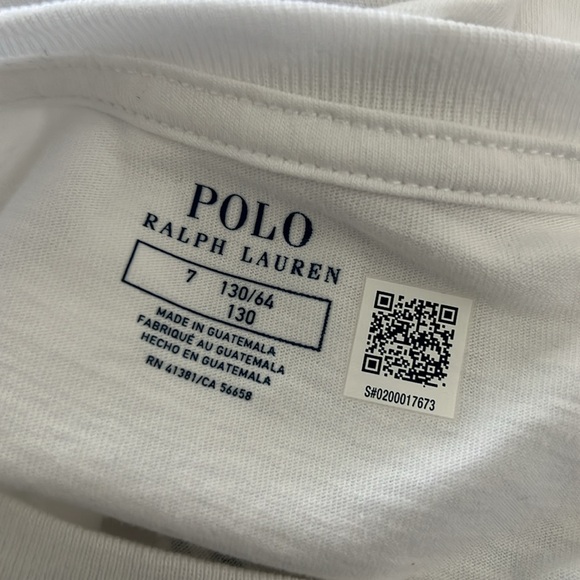 POLO
RALPH LAUREN
7 130/64
130
MADE IN GUATEMALA
FABRIQUÉ AU GUATEMALA
HECHO EN GUATEMALA
RN 41381/CA 56658
S#0200017673